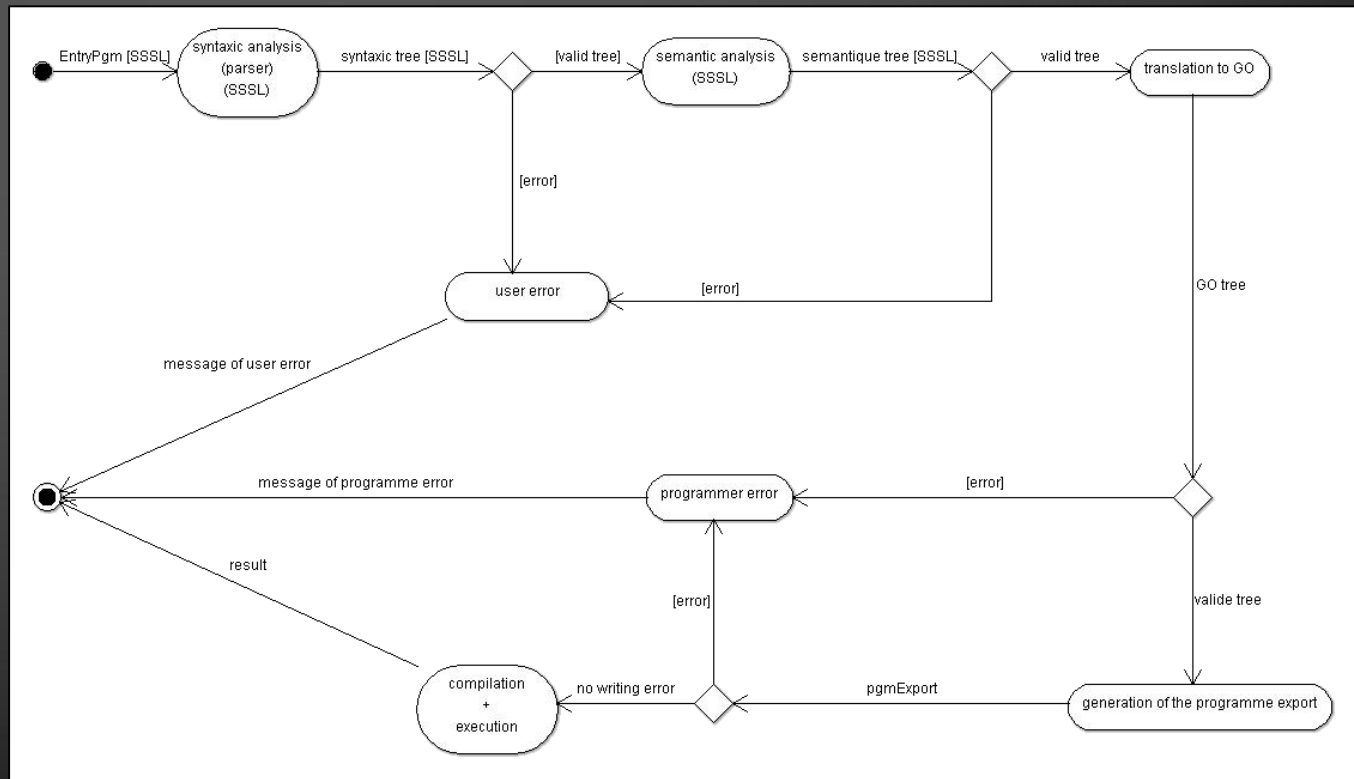 EntryPgm [SSSL]
syntaxic analysis
(parser)
(SSSL)
syntaxic tree [SSSL]
[valid tree]
semantic analysis
(SSSL)
semantique tree [SSSL]
valid tree
translation to GO
[error]
user error
[error]
GO tree
message of user error
message of programme error
programmer error
[error]
result
[error]
valide tree
compilation
+
execution
no writing error
pgmExport
generation of the programme export